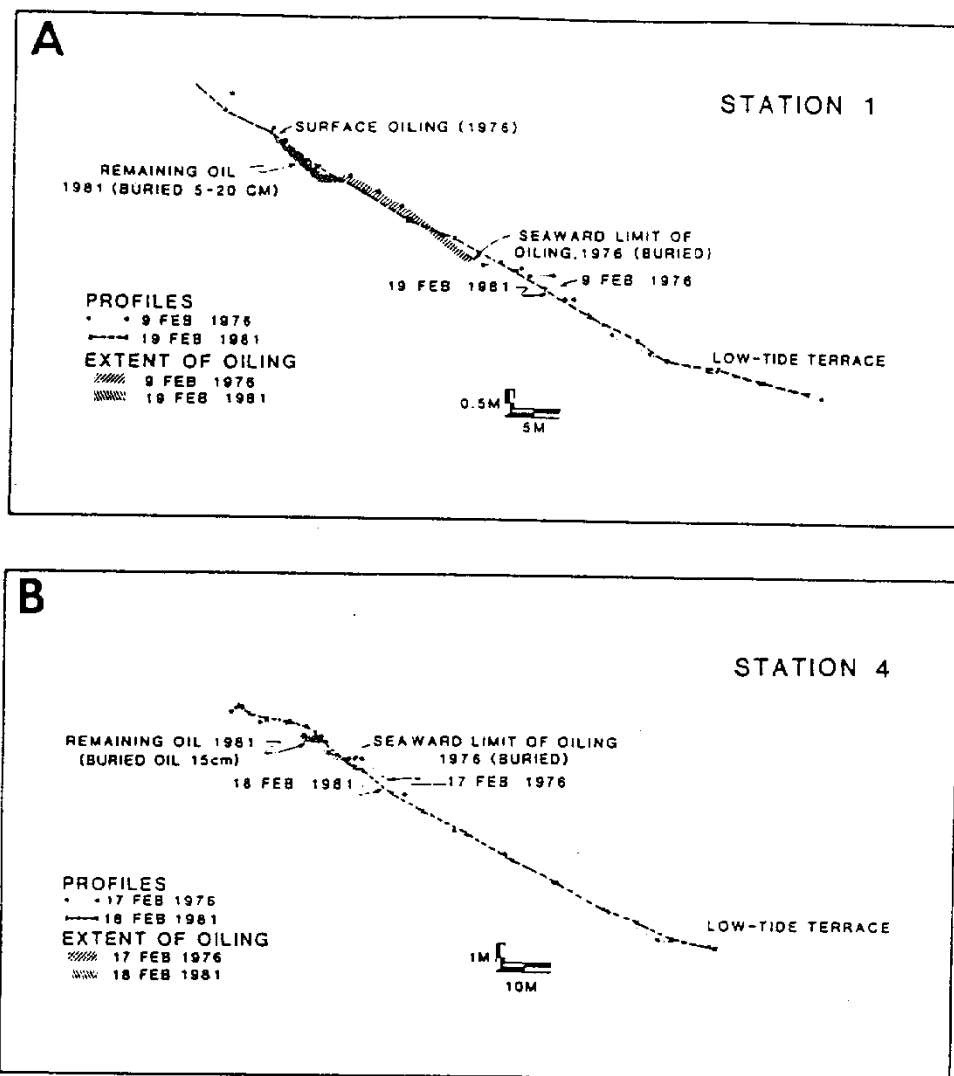 A
STATION 1
SURFACE OILING (1976)
REMAINING OIL
1981 (BURIED 5-20 CM)
SEAWARD LIMIT OF
OILING, 1976 (BURIED)
9 FEB 1976
19 FEB 1981
PROFILES
9 FEB 1976
19 FEB 1981
EXTENT OF OILING
9 FEB 1976
19 FEB 1981
LOW-TIDE TERRACE
0.5M
5M
B
STATION 4
REMAINING OIL 1981
(BURIED OIL 15cm)
SEAWARD LIMIT OF OILING
1976 (BURIED)
18 FEB 1981
17 FEB 1976
PROFILES
17 FEB 1976
18 FEB 1981
EXTENT OF OILING
17 FEB 1976
18 FEB 1981
LOW-TIDE TERRACE
1M
10M